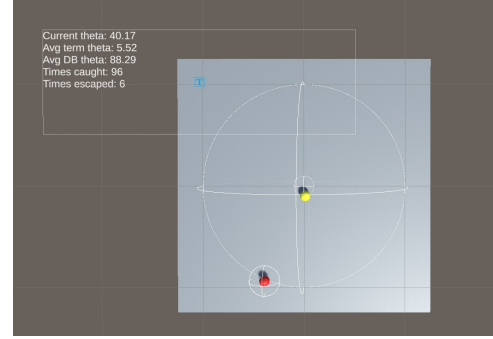 Current theta: 40.17
Avg term theta: 5.52
Avg DB theta: 88.29
Times caught: 96
Times escaped: 6